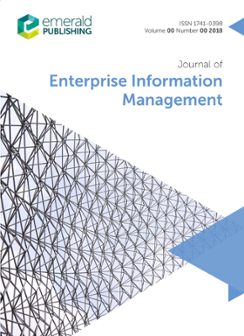 emerald
PUBLISHING
ISSN 1741-0398
Volume 00 Number 00 2018
Journal of
Enterprise Information
Management